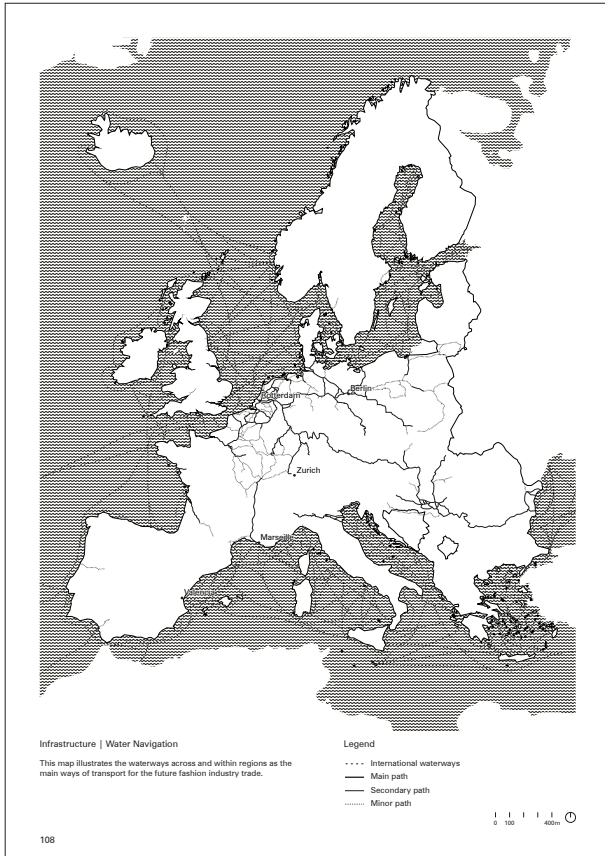 Rotterdam
Berlin
Zurich
Marseille
Valencia
Infrastructure | Water Navigation
This map illustrates the waterways across and within regions as the
main ways of transport for the future fashion industry trade.
Legend
International waterways
Main path
Secondary path
Minor path
0 100 400m
108